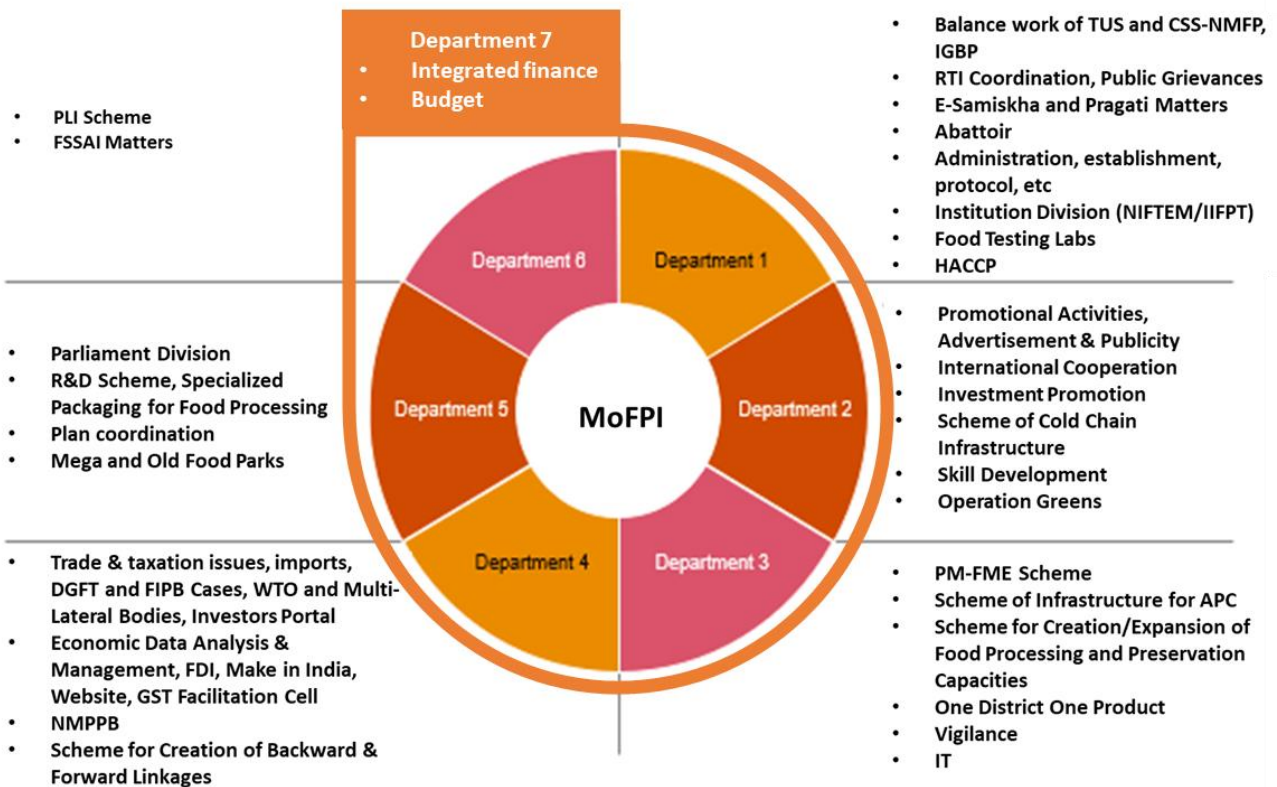 Department 7
• Integrated finance
• Budget
• PLI Scheme
• FSSAI Matters
• Balance work of TUS and CSS-NMFP,
IGBP
• RTI Coordination, Public Grievances
• E-Samiskha and Pragati Matters
• Abattoir
• Administration, establishment,
protocol, etc
• Institution Division (NIFTEM/IIFPT)
• Food Testing Labs
• HACCP
Department 6
Department 1
• Parliament Division
• R&D Scheme, Specialized
Packaging for Food Processing
• Plan coordination
• Mega and Old Food Parks
Department 5
MoFPI
Department 2
• Promotional Activities,
Advertisement & Publicity
• International Cooperation
• Investment Promotion
• Scheme of Cold Chain
Infrastructure
• Skill Development
• Operation Greens
Department 4
Department 3
• Trade & taxation issues, imports,
DGFT and FIPB Cases, WTO and Multi-
Lateral Bodies, Investors Portal
• Economic Data Analysis &
Management, FDI, Make in India,
Website, GST Facilitation Cell
• NMPPB
• Scheme for Creation of Backward &
Forward Linkages
• PM-FME Scheme
• Scheme of Infrastructure for APC
• Scheme for Creation/Expansion of
Food Processing and Preservation
Capacities
• One District One Product
• Vigilance
• IT